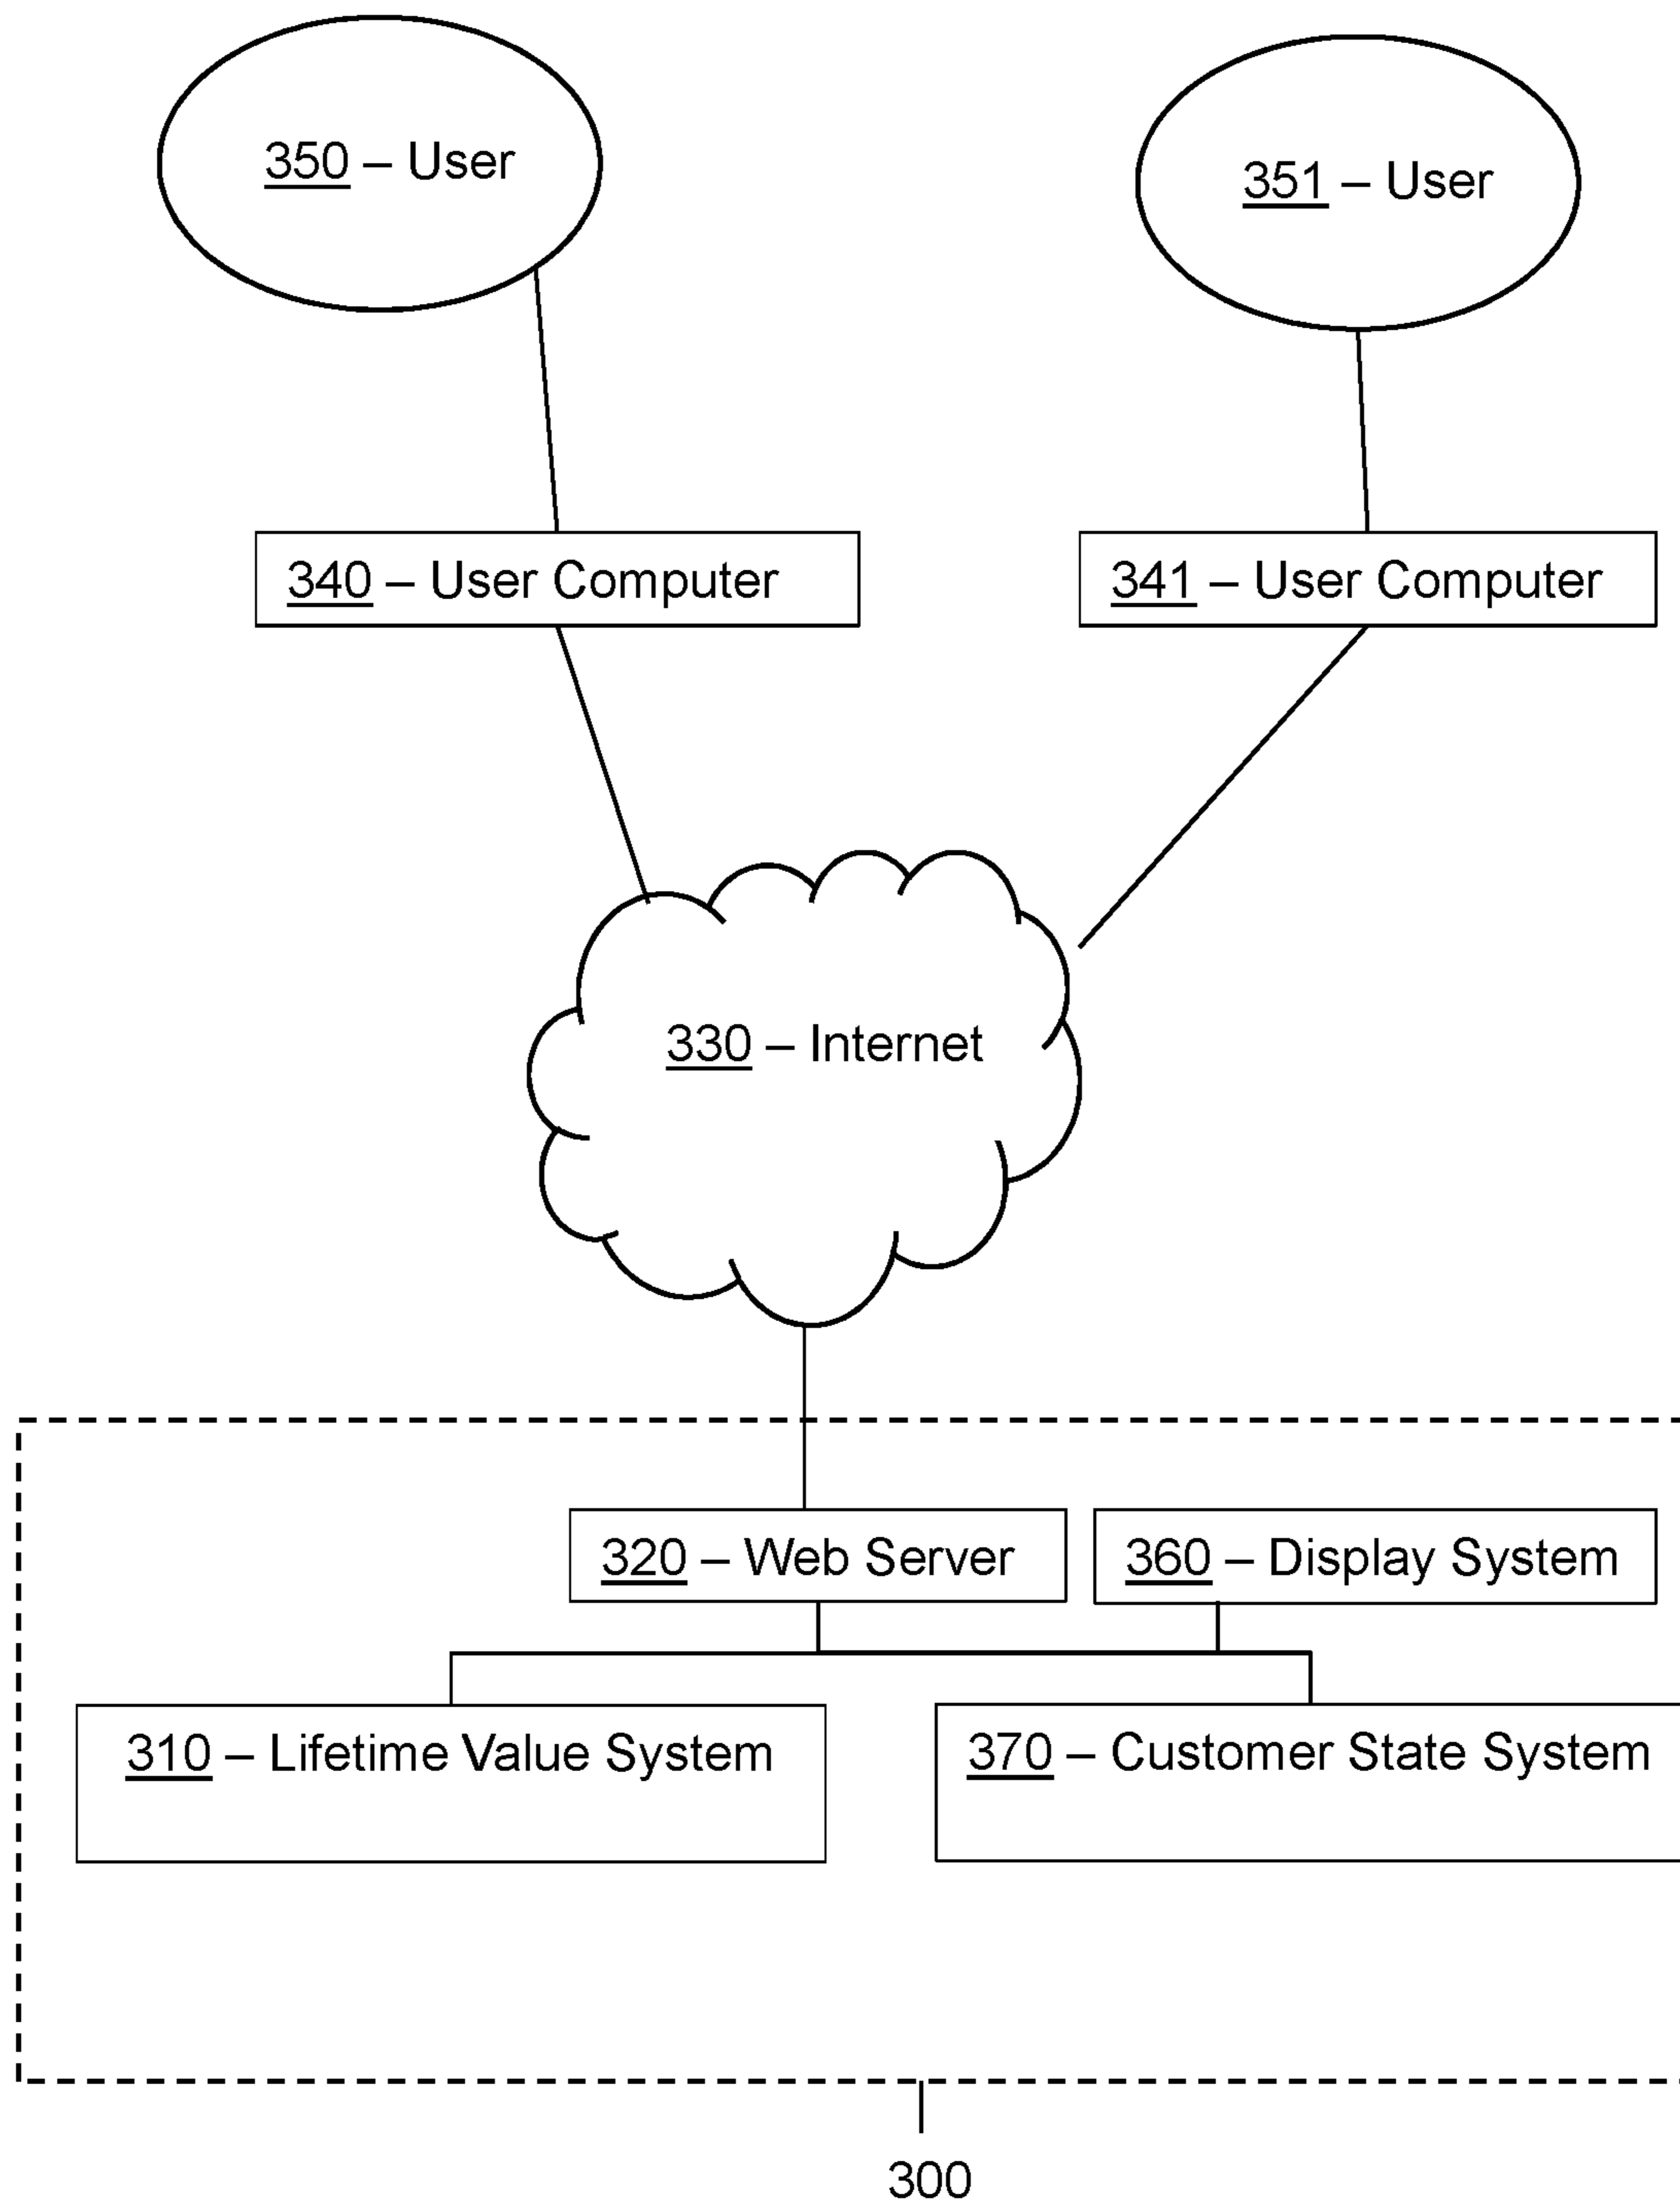 350 – User
351 – User
340 – User Computer
341 – User Computer
330 – Internet
320 – Web Server
360 – Display System
310 – Lifetime Value System
370 – Customer State System
300